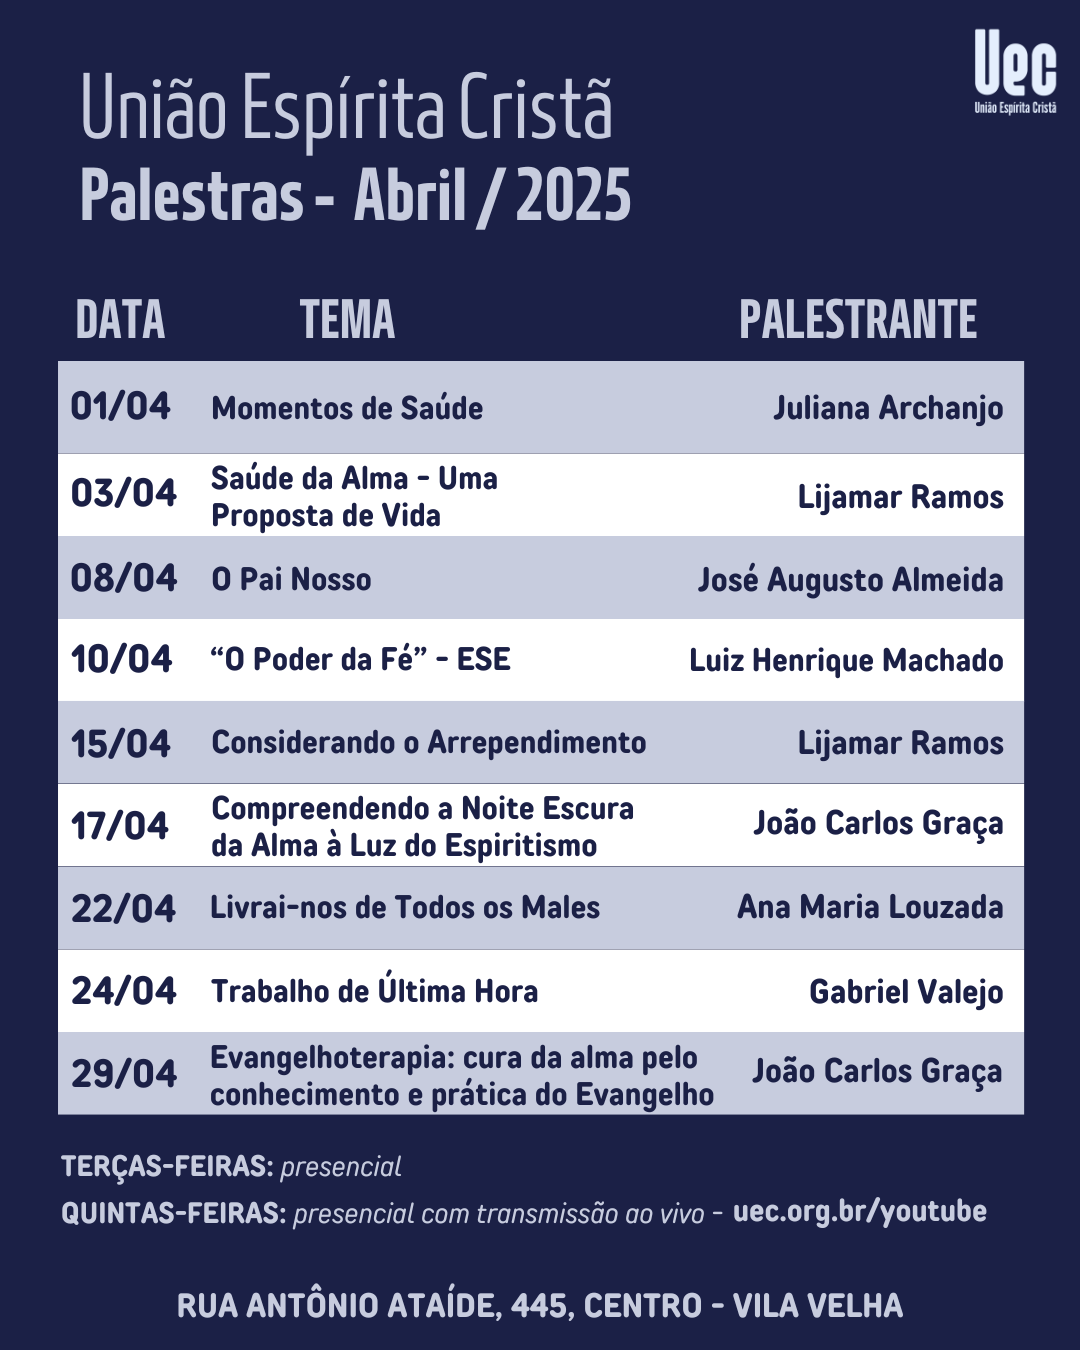 Uec
União Espírita Cristã
União Espírita Cristã
Palestras - Abril / 2025
DATA TEMA PALESTRANTE
01/04 Momentos de Saúde Juliana Archanjo
03/04 Saúde da Alma - Uma
Proposta de Vida Lijamar Ramos
08/04 O Pai Nosso José Augusto Almeida
10/04 “O Poder da Fé” - ESE Luiz Henrique Machado
15/04 Considerando o Arrependimento Lijamar Ramos
17/04 Compreendendo a Noite Escura
da Alma à Luz do Espiritismo João Carlos Graça
22/04 Livrai-nos de Todos os Males Ana Maria Louzada
24/04 Trabalho de Última Hora Gabriel Valejo
29/04 Evangelhoterapia: cura da alma pelo
conhecimento e prática do Evangelho João Carlos Graça
TERÇAS-FEIRAS: presencial
QUINTAS-FEIRAS: presencial com transmissão ao vivo - uec.org.br/youtube
RUA ANTÔNIO ATAÍDE, 445, CENTRO - VILA VELHA